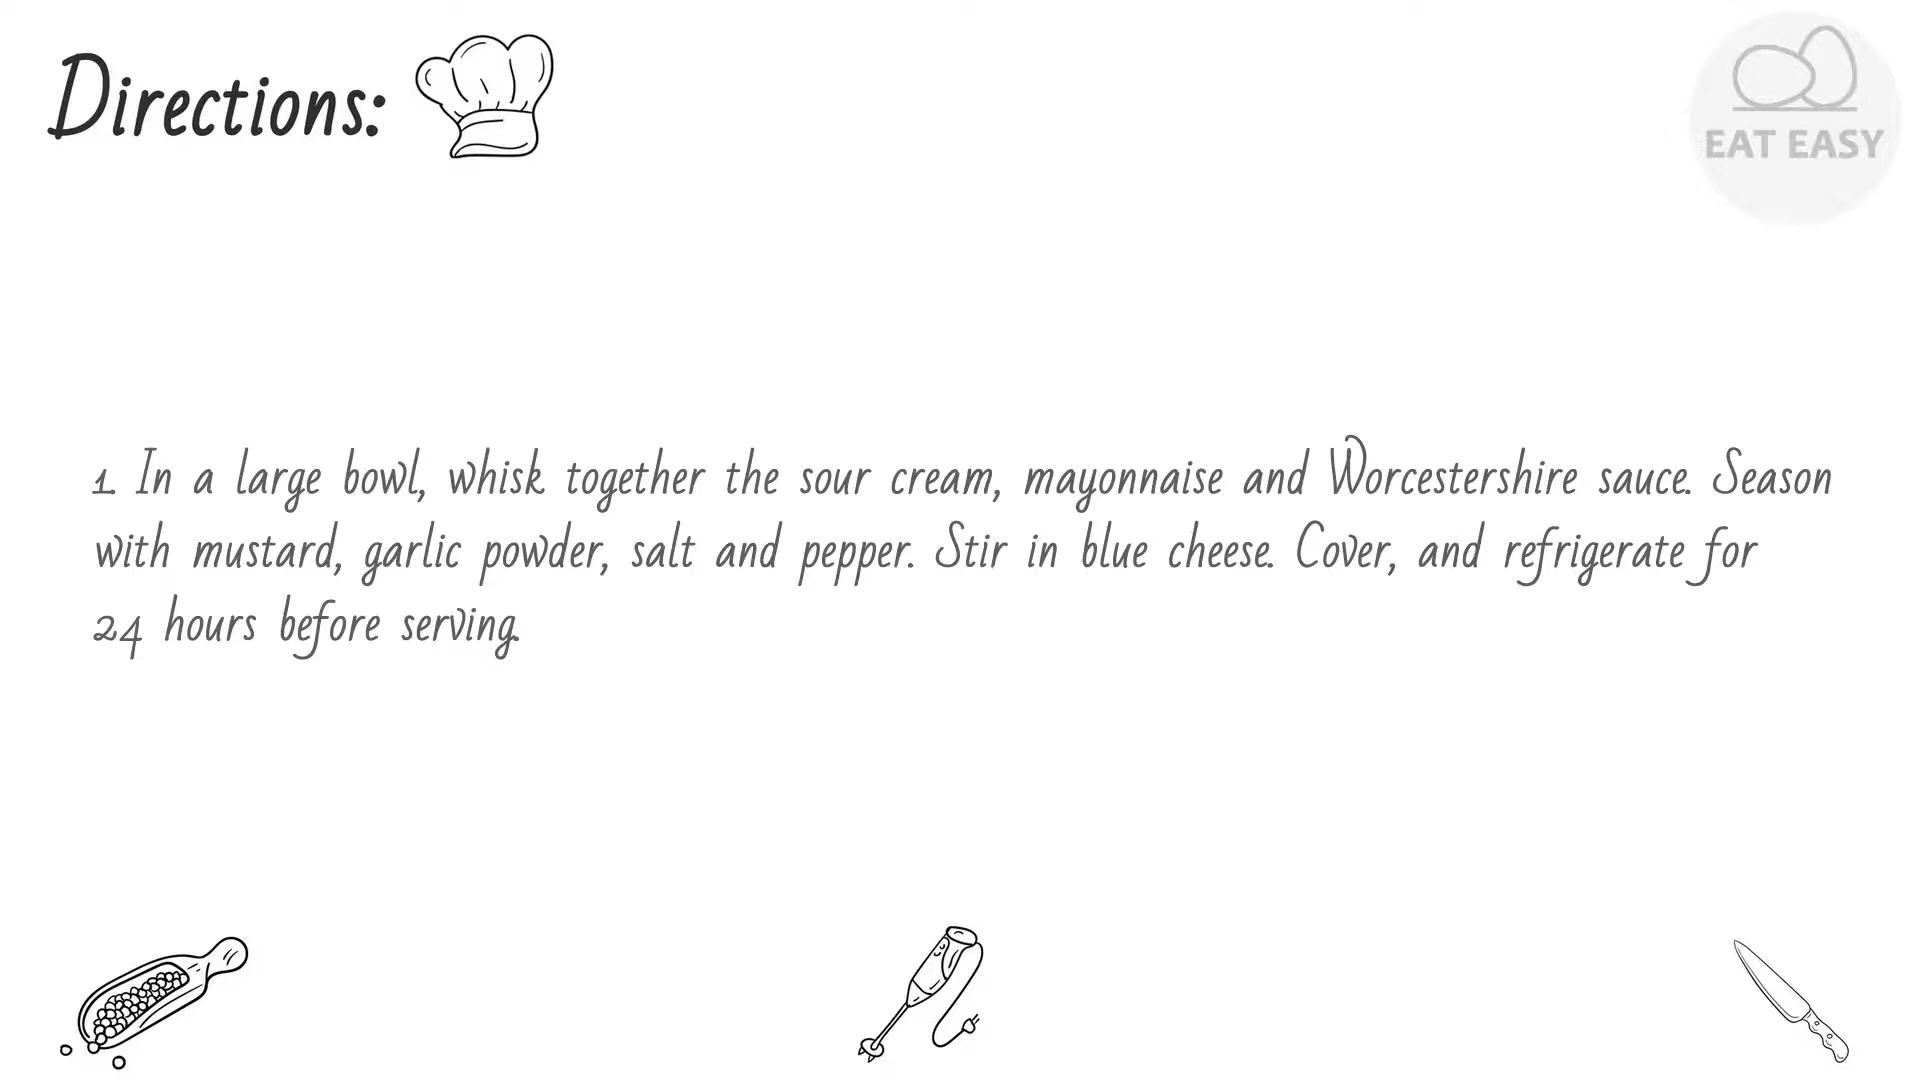 Directions:
EAT EASY
1. In a large bowl, whisk together the sour cream, mayonnaise and Worcestershire sauce. Season
with mustard, garlic powder, salt and pepper. Stir in blue cheese. Cover, and refrigerate for
24 hours before serving.